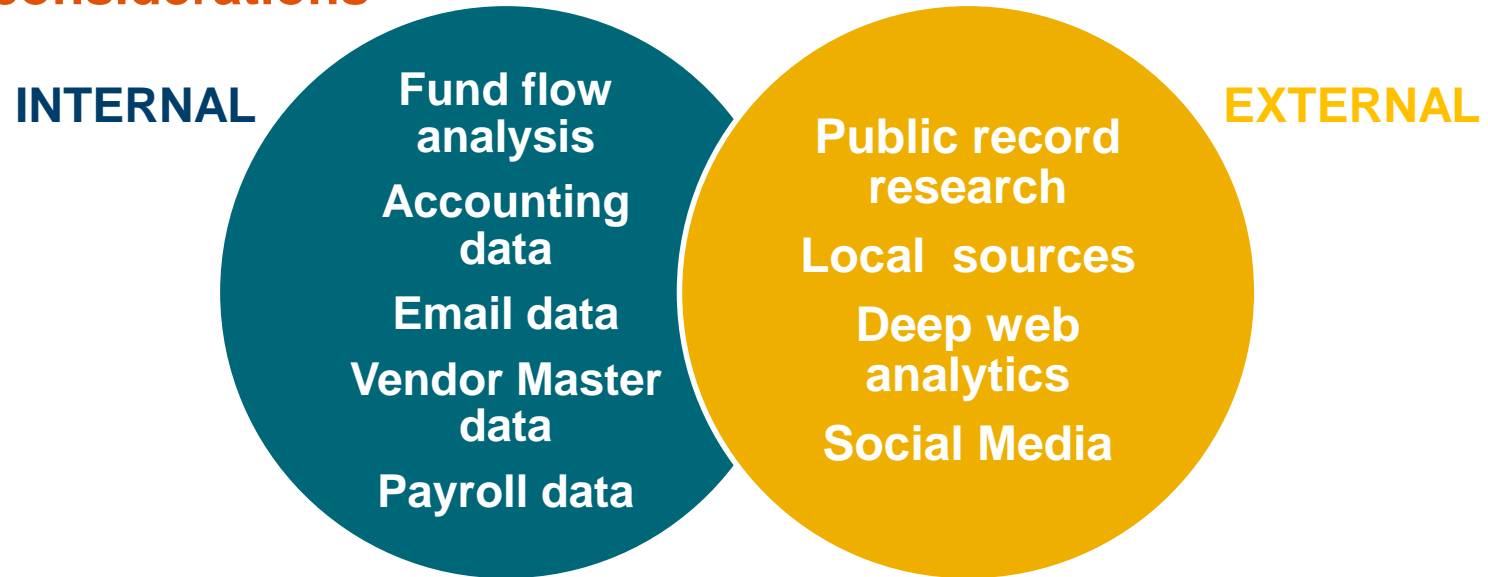 considerations
INTERNAL
Fund flow
analysis
Accounting
data
Email data
Vendor Master
data
Payroll data
Public record
research
Local sources
Deep web
analytics
Social Media
EXTERNAL